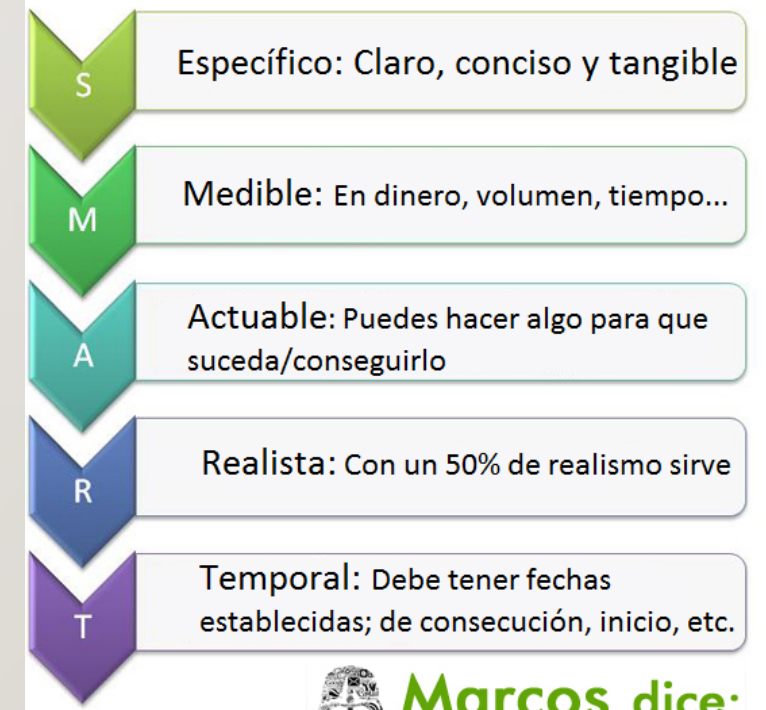 S
Específico: Claro, conciso y tangible
M
Medible: En dinero, volumen, tiempo...
A
Actuable: Puedes hacer algo para que
suceda/conseguirlo
R
Realista: Con un 50% de realismo sirve
T
Temporal: Debe tener fechas
establecidas; de consecución, inicio, etc.
Marcos dice: